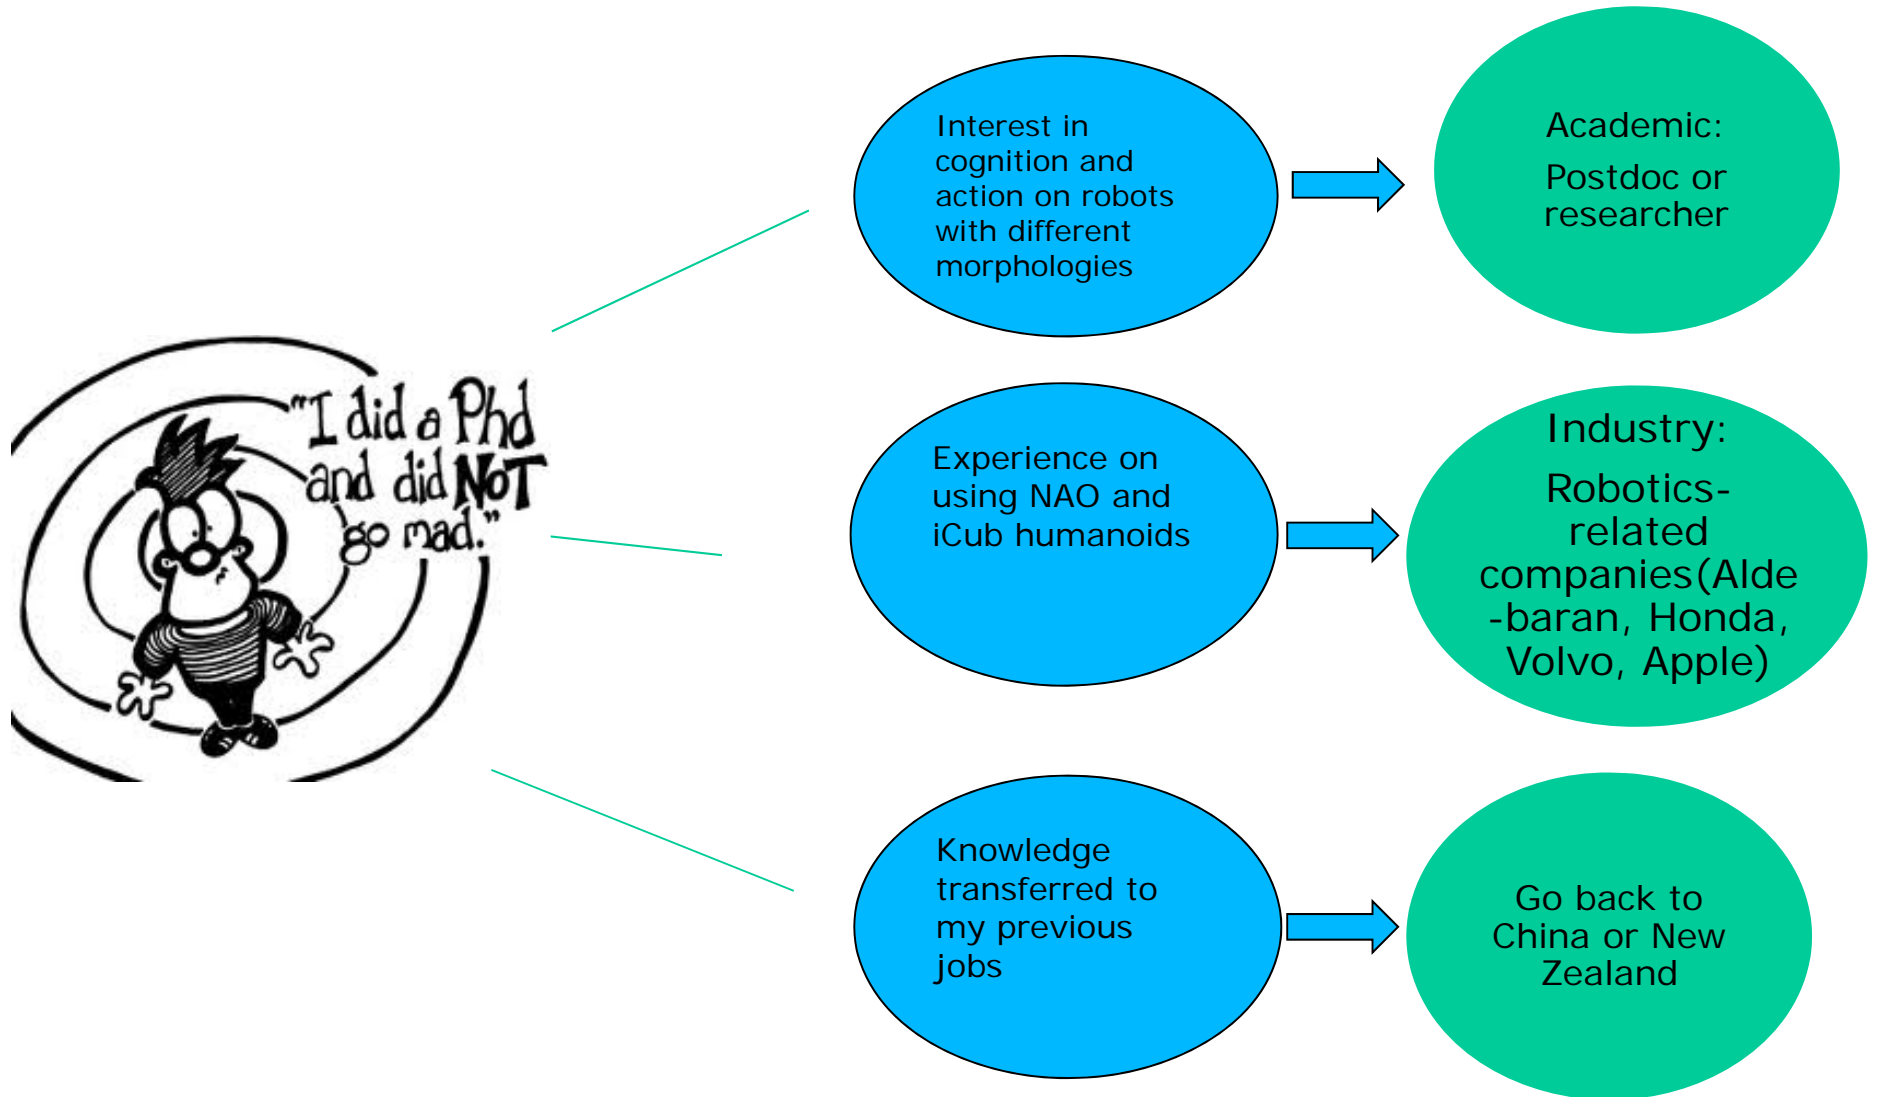 "I did a Phd
and did NOT
go mad."
Interest in
cognition and
action on robots
with different
morphologies
Academic:
Postdoc or
researcher
Experience on
using NAO and
iCub humanoids
Industry:
Robotics-
related
companies(Alde
-baran, Honda,
Volvo, Apple)
Knowledge
transferred to
my previous
jobs
Go back to
China or New
Zealand